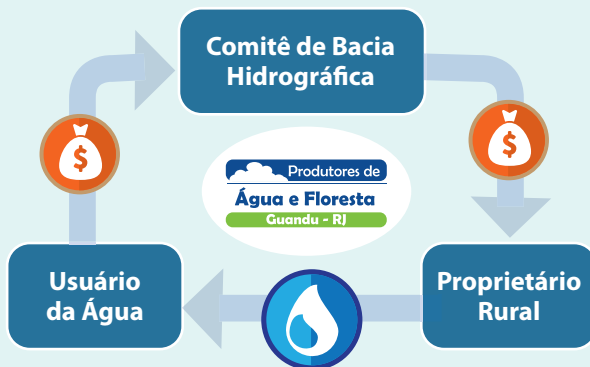 Comitê de Bacia
Hidrográfica
$
$
Produtores de
Água e Floresta
Guandu - RJ
Usuário
da Água
Proprietário
Rural